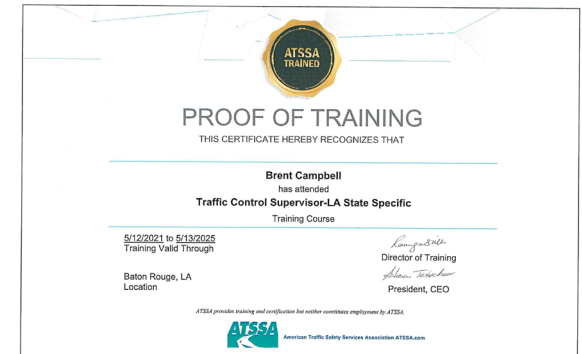 ATSSA
TRAINED
PROOF OF TRAINING
THIS CERTIFICATE HEREBY RECOGNIZES THAT
Brent Campbell
has attended
Traffic Control Supervisor-LA State Specific
Training Course
5/12/2021 to 5/13/2025
Training Valid Through
Director of Training
Baton Rouge, LA
Location
President, CEO
ATSSA provides training and certification but neither constitutes employment by ATSSA.
ATSSA
American Traffic Safety Services Association ATSSA.com